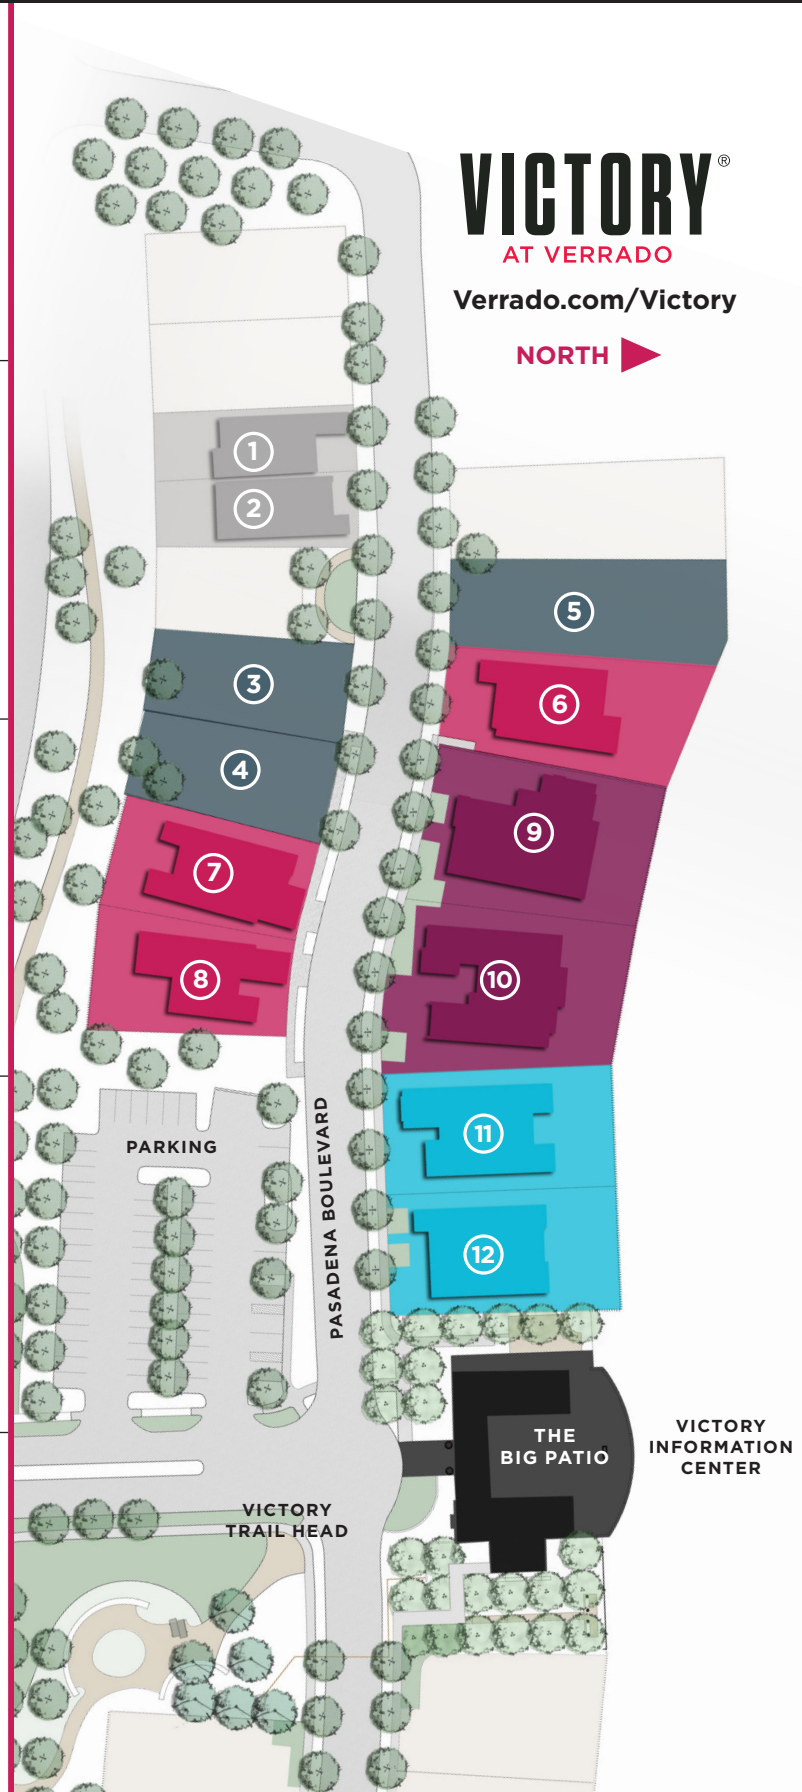 VICTORY®
AT VERRADO
Verrado.com/Victory
NORTH
1
2
5
3
6
4
9
7
8
10
PASADENA BOULEVARD
11
PARKING
12
THE
BIG PATIO
VICTORY
INFORMATION
CENTER
VICTORY
TRAIL HEAD